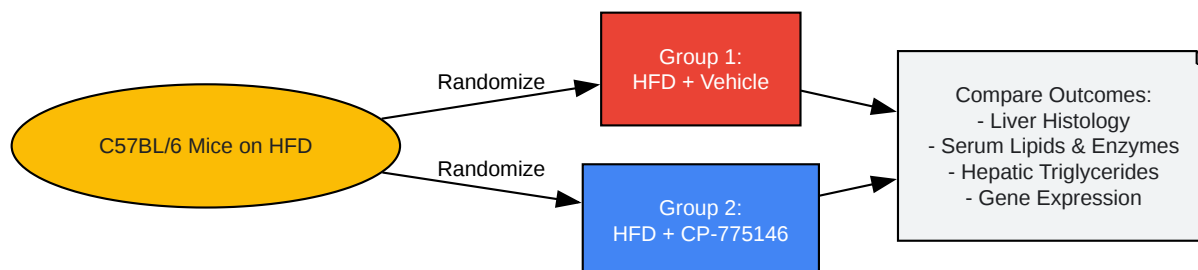 C57BL/6 Mice on HFD
Randomize
Randomize
Group 1:
HFD + Vehicle
Group 2:
HFD + CP-775146
Compare Outcomes:
- Liver Histology
- Serum Lipids & Enzymes
- Hepatic Triglycerides
- Gene Expression